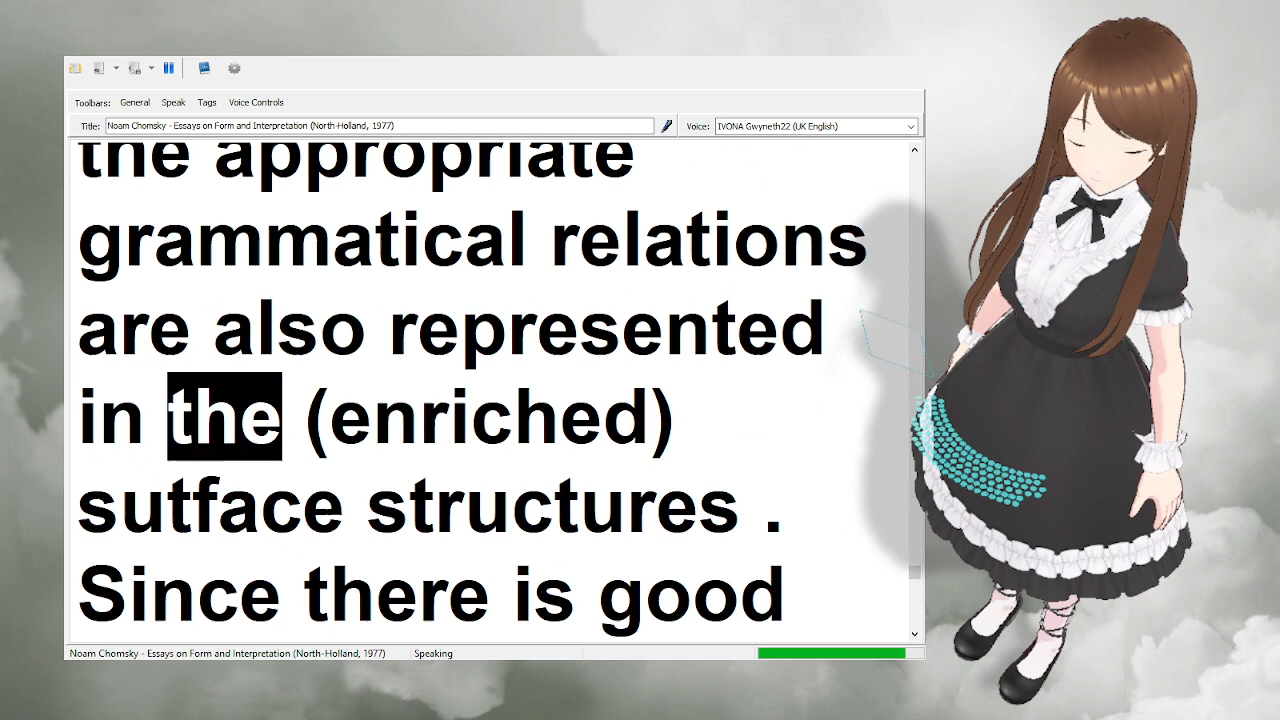 Toolbars: General Speak Tags Voice Controls
Title: Noam Chomsky - Essays on Form and Interpretation (North-Holland, 1977) Voice: IVONA Gwyneth22 (UK English)
the appropriate
grammatical relations
are also represented
in the (enriched)
sutface structures .
Since there is good
Noam Chomsky - Essays on Form and Interpretation (North-Holland, 1977) Speaking